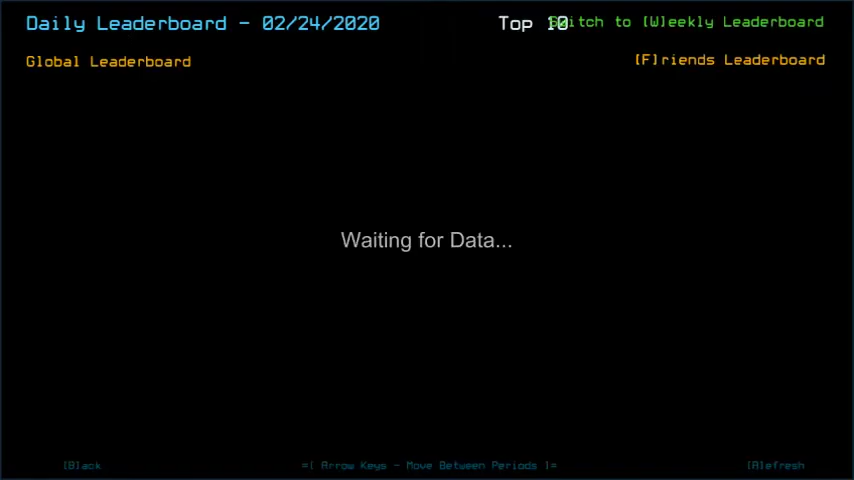 Daily Leaderboard - 02/24/2020 Top 10 Switch to [W]eekly Leaderboard
Global Leaderboard [F]riends Leaderboard
Waiting for Data...
[B]ack =[ Arrow Keys - Move Between Periods ]= [R]efresh